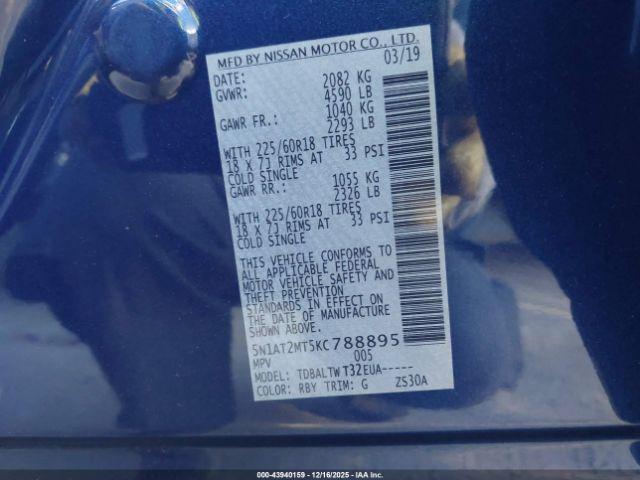 MFD BY NISSAN MOTOR CO., LTD.
DATE: 03/19
GVWR: 2082 KG
4590 LB
GAWR FR.: 1040 KG
2293 LB
WITH 225/60R18 TIRES
18 X 7J RIMS AT 33 PSI
COLD SINGLE
GAWR RR.: 1055 KG
2326 LB
WITH 225/60R18 TIRES
18 X 7J RIMS AT 33 PSI
COLD SINGLE
THIS VEHICLE CONFORMS TO
ALL APPLICABLE FEDERAL
MOTOR VEHICLE SAFETY AND
THEFT PREVENTION
STANDARDS IN EFFECT ON
THE DATE OF MANUFACTURE
SHOWN ABOVE.
5N1AT2MT5KC788895
MPV 005
MODEL: TDBALTWT32EUA-----
COLOR: RBY TRIM: G ZS30A
000-43940159 - 12/16/2025 - IAAI.COM